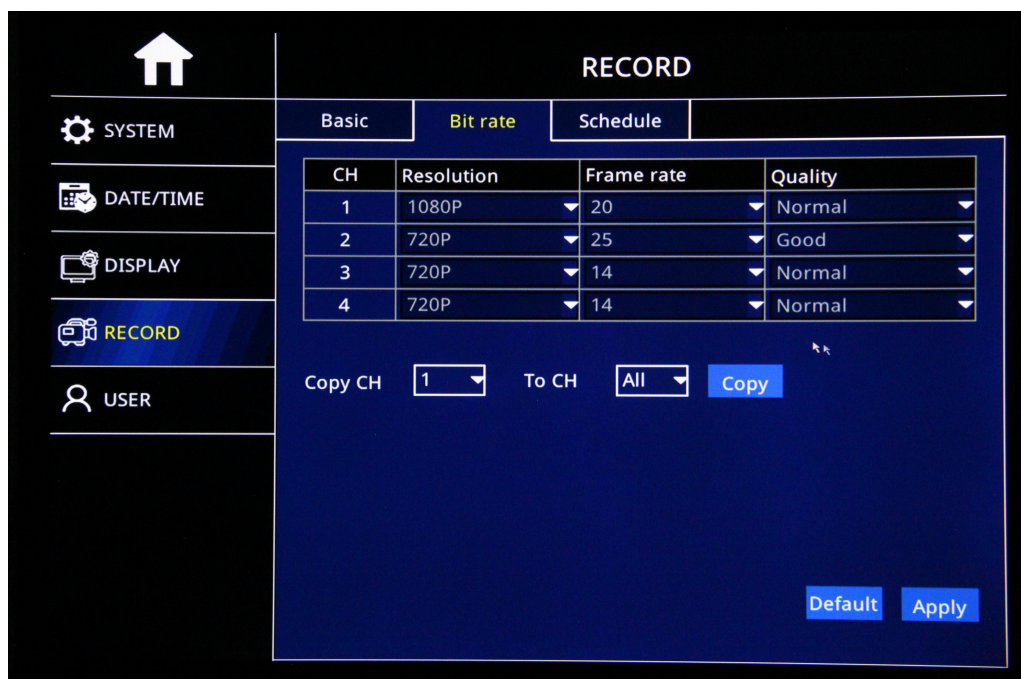 RECORD
SYSTEM
DATE/TIME
DISPLAY
RECORD
USER
Basic Bit rate Schedule
CH Resolution Frame rate Quality
1 1080P 20 Normal
2 720P 25 Good
3 720P 14 Normal
4 720P 14 Normal
Copy CH 1 To CH All Copy
Default Apply